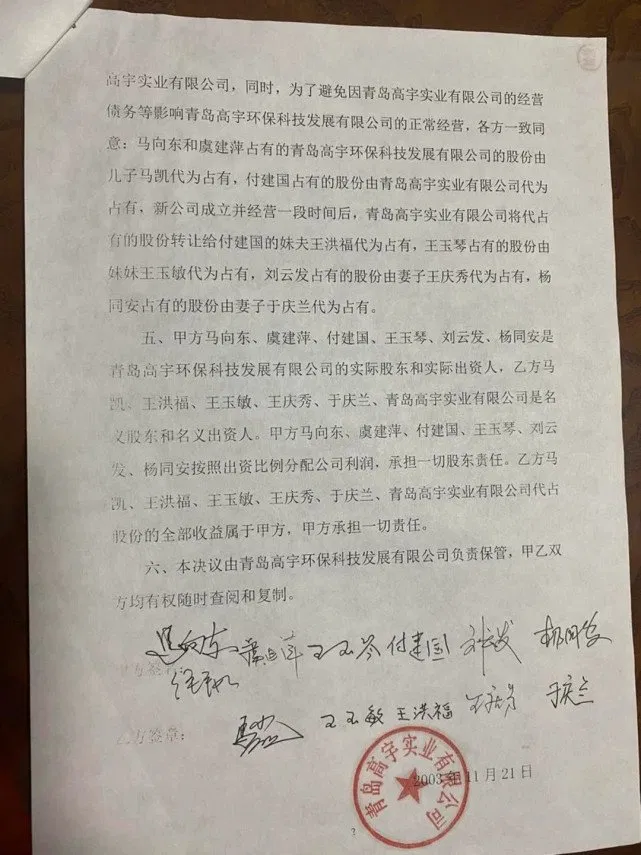 高宇实业有限公司，同时，为了避免因青岛高宇实业有限公司的经营
债务等影响青岛高宇环保科技发展有限公司的正常经营，各方一致同
意：马向东和虞建萍占有的青岛高宇环保科技发展有限公司的股份由
儿子马凯代为占有，付建国占有的股份由青岛高宇实业有限公司代为
占有，新公司成立并经营一段时间后，青岛高宇实业有限公司将代占
有的股份转让给付建国的妹夫王洪福代为占有，王玉琴占有的股份由
妹妹王玉敏代为占有，刘云发占有的股份由妻子王庆秀代为占有，杨
同安占有的股份由妻子于庆兰代为占有。
五、甲方马向东、虞建萍、付建国、王玉琴、刘云发、杨同安是
青岛高宇环保科技发展有限公司的实际股东和实际出资人，乙方马
凯、王洪福、王玉敏、王庆秀、于庆兰、青岛高宇实业有限公司是名
义股东和名义出资人。甲方马向东、虞建萍、付建国、王玉琴、刘云
发、杨同安按照出资比例分配公司利润，承担一切股东责任。乙方马
凯、王洪福、王玉敏、王庆秀、于庆兰、青岛高宇实业有限公司代占
股份的全部收益属于甲方，甲方承担一切责任。
六、本决议由青岛高宇环保科技发展有限公司负责保管，甲乙双
方均有权随时查阅和复制。
马向东 虞建萍 王玉琴 付建国 刘云发 杨同安
甲方签章：
马凯 王玉敏 王洪福 王庆秀 于庆兰
乙方签章：
青岛高宇实业有限公司
2003年11月21日
2